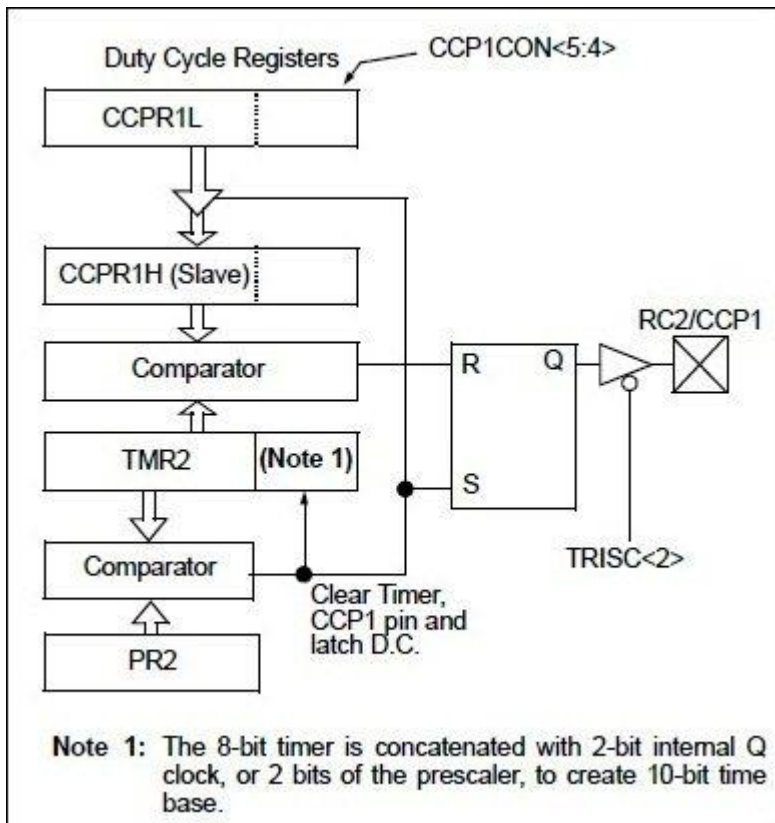 Duty Cycle Registers
CCP1CON<5:4>
CCPR1L
CCPR1H (Slave)
RC2/CCP1
Comparator
R
Q
TMR2
(Note 1)
S
Comparator
TRISC<2>
Clear Timer,
CCP1 pin and
latch D.C.
PR2
Note 1: The 8-bit timer is concatenated with 2-bit internal Q
clock, or 2 bits of the prescaler, to create 10-bit time
base.